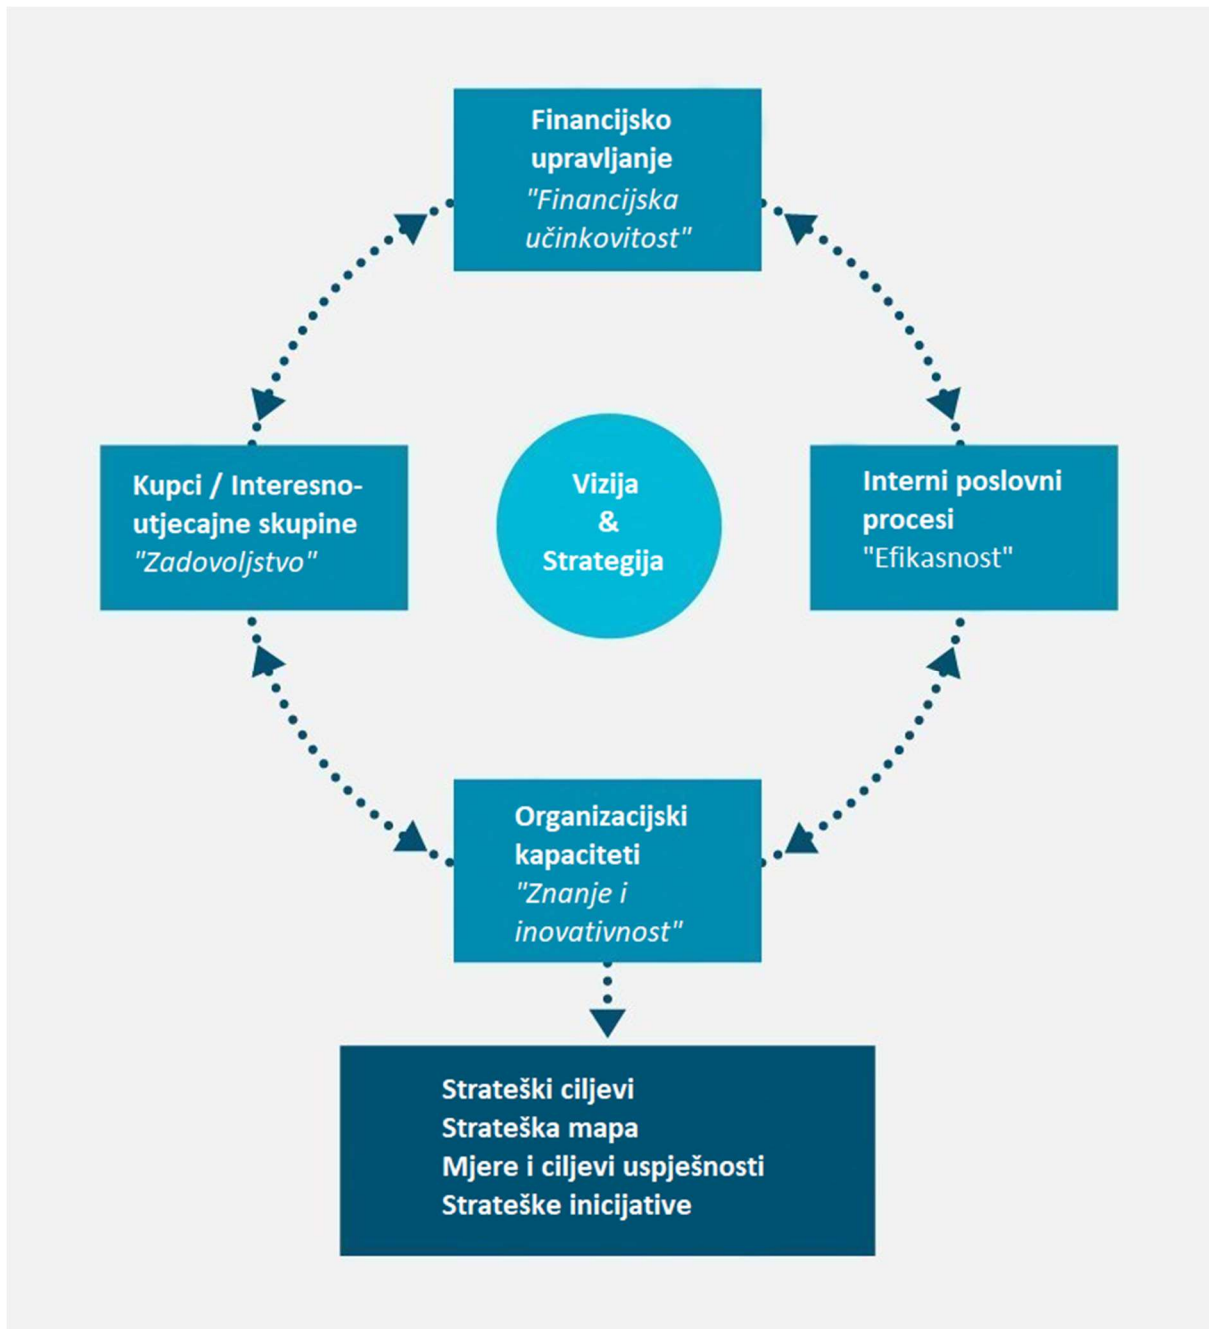 Financijsko
upravljanje
"Financijska
učinkovitost"
Kupci / Interesno-
utjecajne skupine
"Zadovoljstvo"
Vizija
&
Strategija
Interni poslovni
procesi
"Efikasnost"
Organizacijski
kapaciteti
"Znanje i
inovativnost"
Strateški ciljevi
Strateška mapa
Mjere i ciljevi uspješnosti
Strateške inicijative